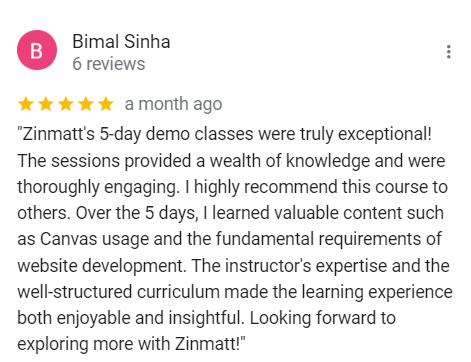 B
Bimal Sinha
6 reviews
a month ago
"Zinmatt's 5-day demo classes were truly exceptional!
The sessions provided a wealth of knowledge and were
thoroughly engaging. I highly recommend this course to
others. Over the 5 days, I learned valuable content such
as Canvas usage and the fundamental requirements of
website development. The instructor's expertise and the
well-structured curriculum made the learning experience
both enjoyable and insightful. Looking forward to
exploring more with Zinmatt!"